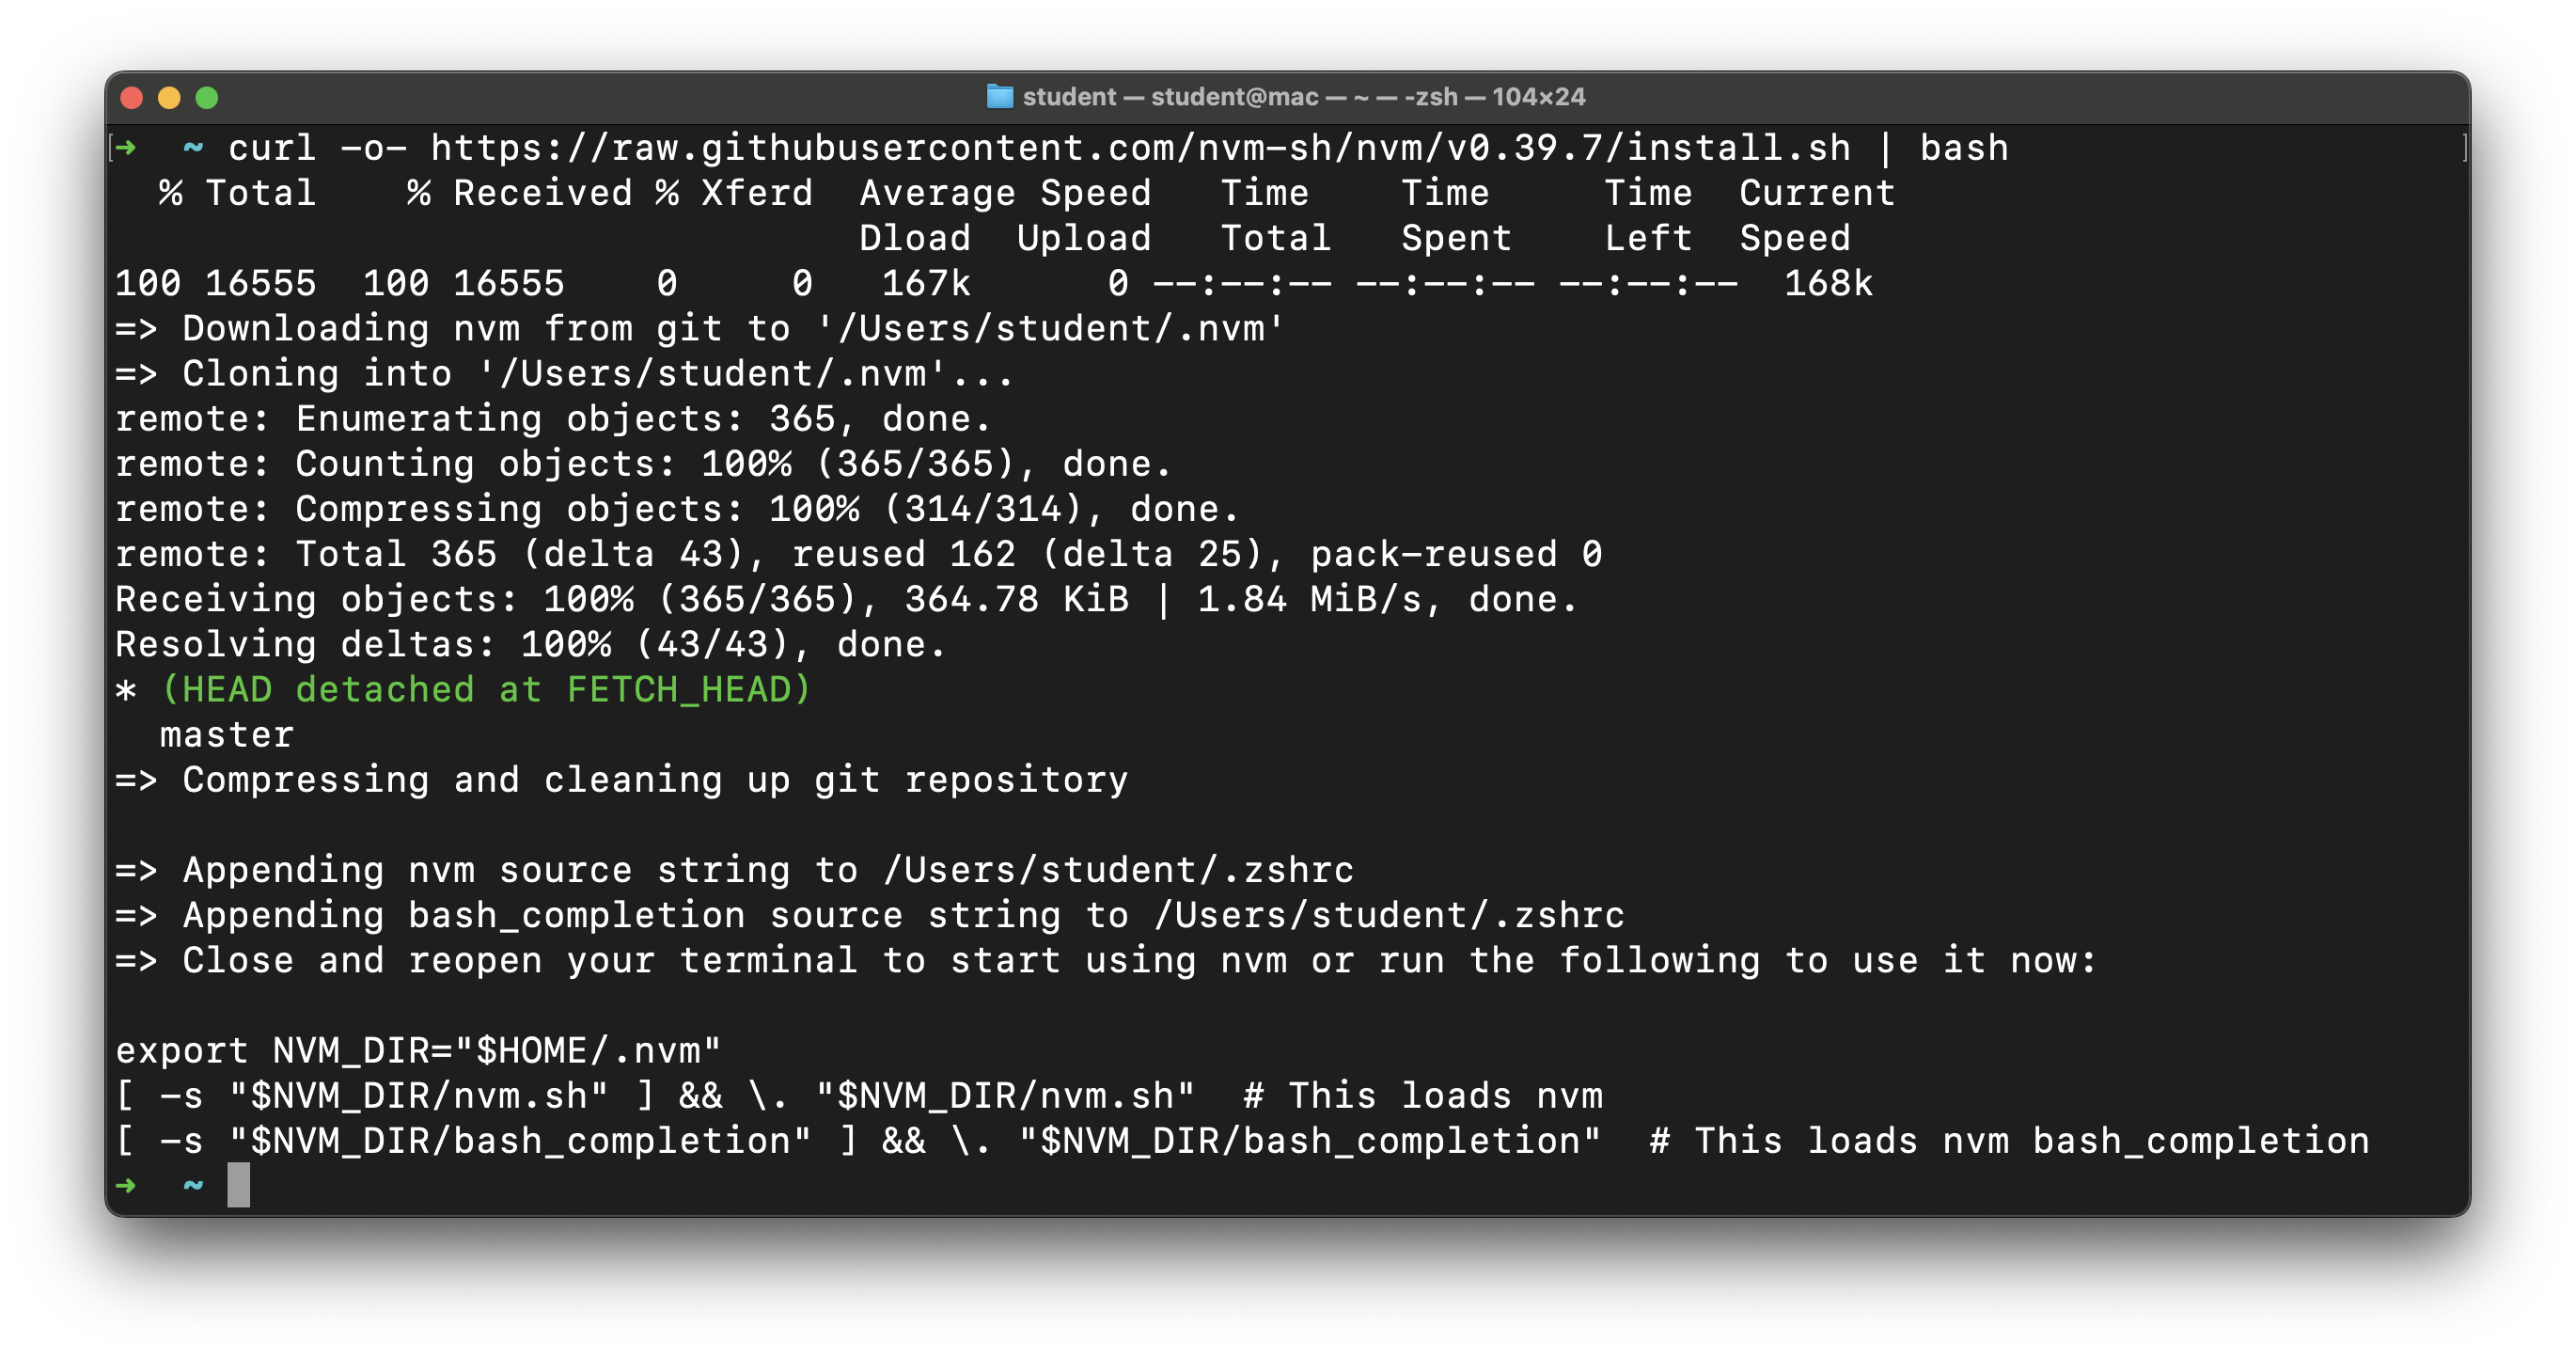 student — student@mac — ~ — -zsh — 104×24
[➜  ~ curl -o- https://raw.githubusercontent.com/nvm-sh/nvm/v0.39.7/install.sh | bash ]
  % Total    % Received % Xferd  Average Speed   Time    Time     Time  Current
                                 Dload  Upload   Total   Spent    Left  Speed
100 16555  100 16555    0     0   167k      0 --:--:-- --:--:-- --:--:--  168k
=> Downloading nvm from git to '/Users/student/.nvm'
=> Cloning into '/Users/student/.nvm'...
remote: Enumerating objects: 365, done.
remote: Counting objects: 100% (365/365), done.
remote: Compressing objects: 100% (314/314), done.
remote: Total 365 (delta 43), reused 162 (delta 25), pack-reused 0
Receiving objects: 100% (365/365), 364.78 KiB | 1.84 MiB/s, done.
Resolving deltas: 100% (43/43), done.
* (HEAD detached at FETCH_HEAD)
  master
=> Compressing and cleaning up git repository

=> Appending nvm source string to /Users/student/.zshrc
=> Appending bash_completion source string to /Users/student/.zshrc
=> Close and reopen your terminal to start using nvm or run the following to use it now:

export NVM_DIR="$HOME/.nvm"
[ -s "$NVM_DIR/nvm.sh" ] && \. "$NVM_DIR/nvm.sh"  # This loads nvm
[ -s "$NVM_DIR/bash_completion" ] && \. "$NVM_DIR/bash_completion"  # This loads nvm bash_completion
➜  ~